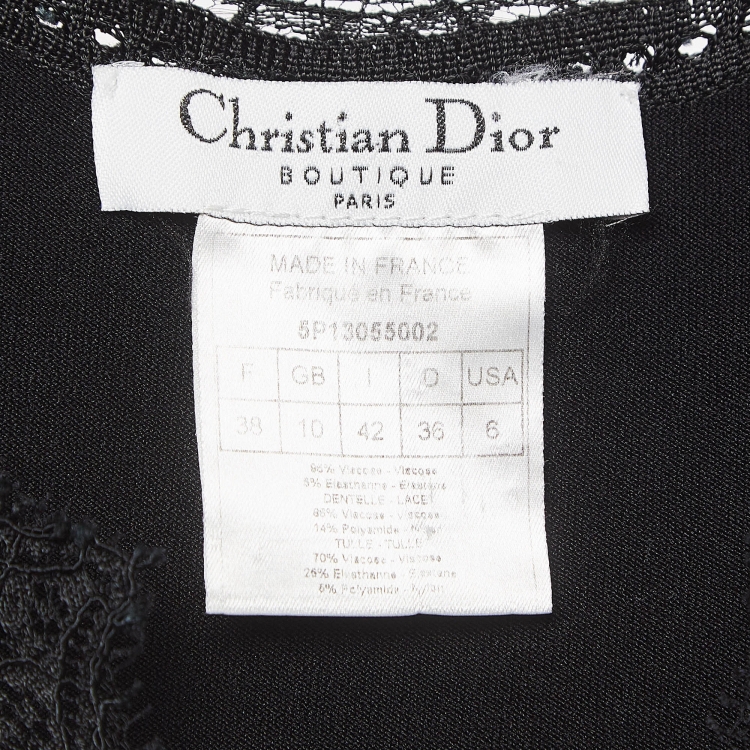 Christian Dior
BOUTIQUE
PARIS
MADE IN FRANCE
Fabriqué en France
5P13055002
F GB I D USA
38 10 42 36 6
95% Viscose - Viscose
5% Elasthanne - Elastane
DENTELLE - LACE
86% Viscose - Viscose
14% Polyamide - Nylon
TULLE - TULLE
70% Viscose - Viscose
26% Elasthanne - Elastane
Polyamide - Nylon